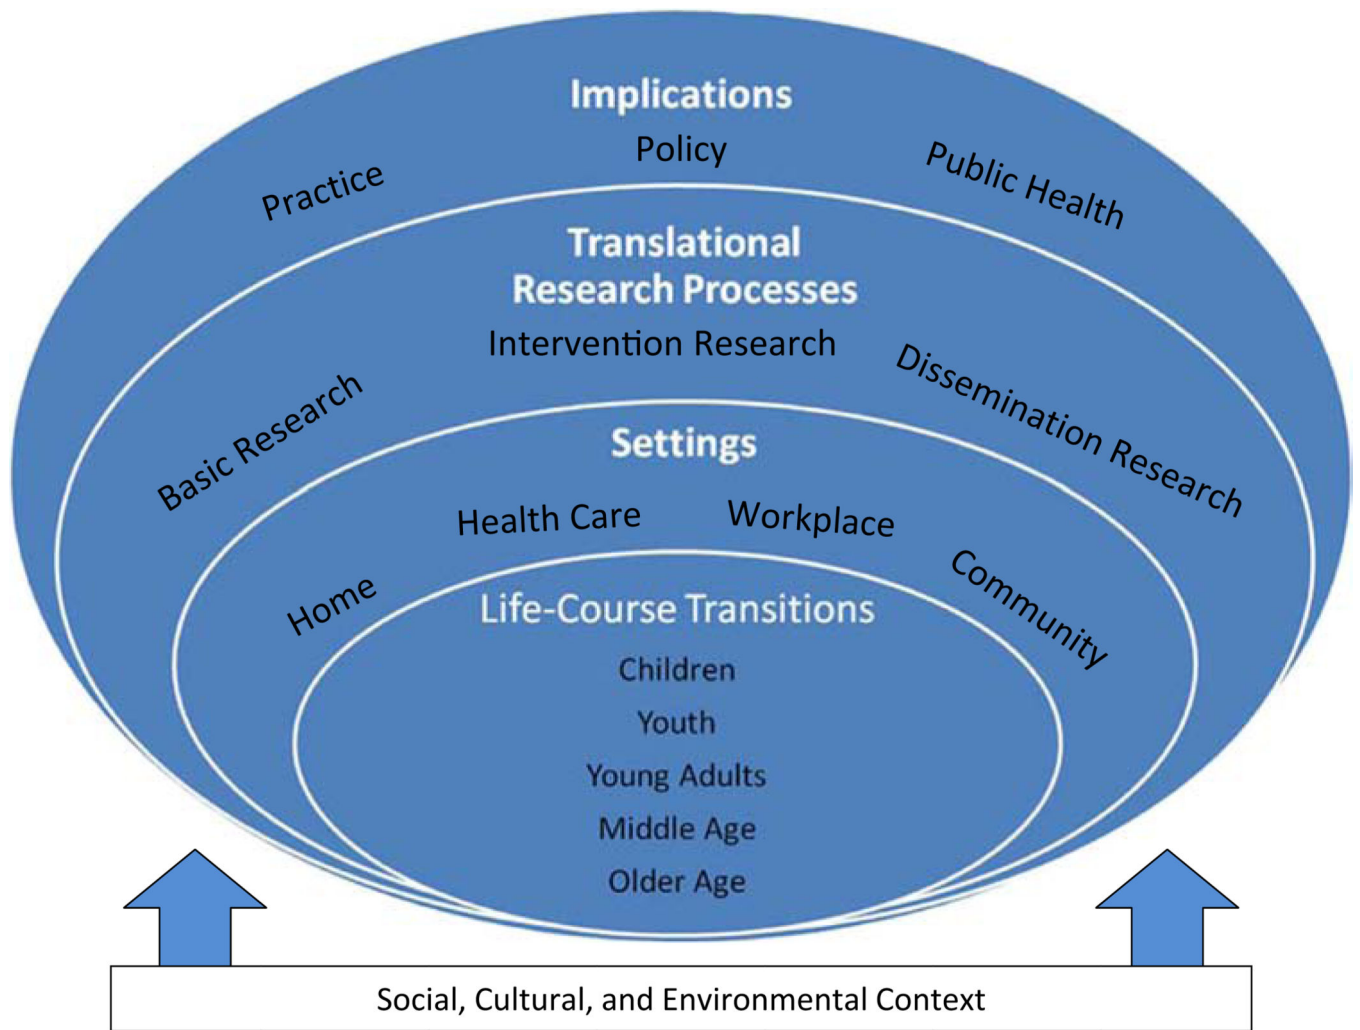 Implications
Practice
Policy
Public Health
Translational
Research Processes
Basic Research
Intervention Research
Dissemination Research
Settings
Home
Health Care
Workplace
Community
Life-Course Transitions
Children
Youth
Young Adults
Middle Age
Older Age
Social, Cultural, and Environmental Context